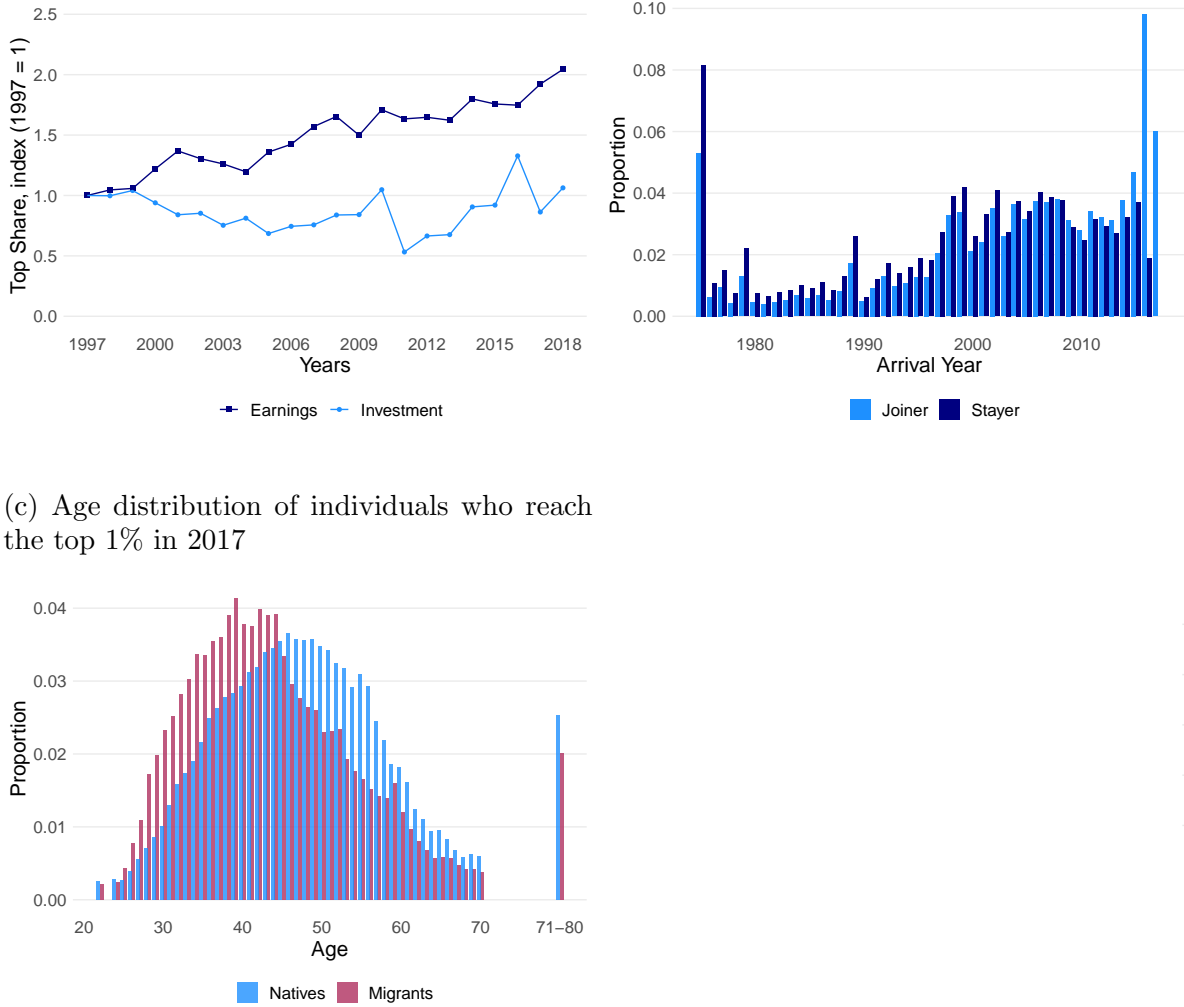 Top Share, index (1997 = 1)
2.5
2.0
1.5
1.0
0.5
0.0
1997 2000 2003 2006 2009 2012 2015 2018
Years
Earnings Investment
Proportion
0.10
0.08
0.06
0.04
0.02
0.00
1980 1990 2000 2010
Arrival Year
Joiner Stayer
(c) Age distribution of individuals who reach
the top 1% in 2017
Proportion
0.04
0.03
0.02
0.01
0.00
20 30 40 50 60 70 71–80
Age
Natives Migrants